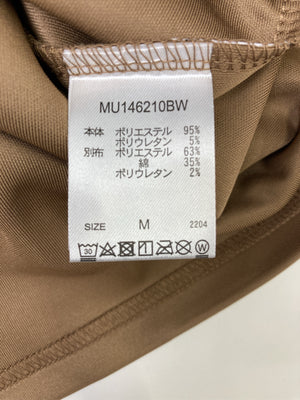 MU146210BW
本体 ポリエステル 95%
ポリウレタン 5%
別布 ポリエステル 63%
綿 35%
ポリウレタン 2%
SIZE M 2204
30 W